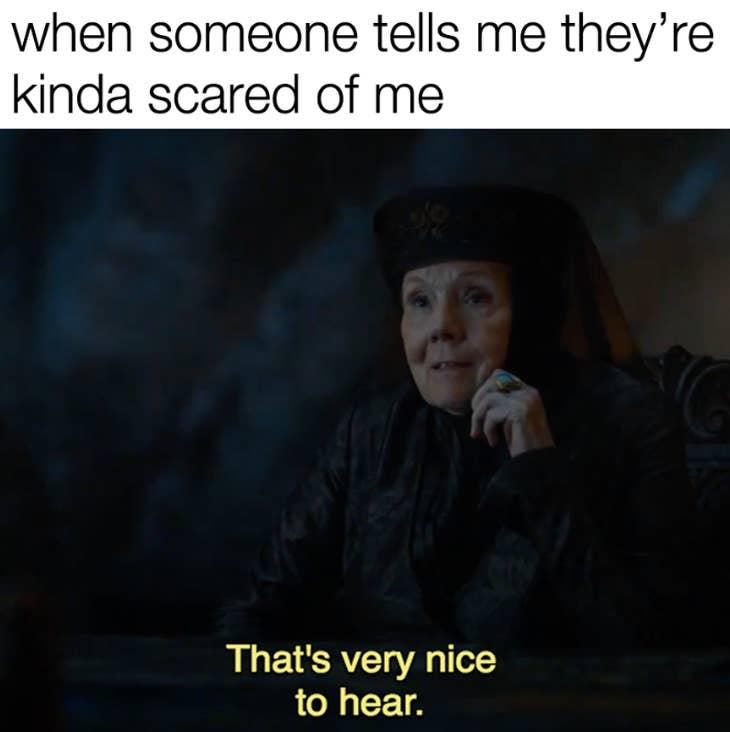 when someone tells me they’re
kinda scared of me
That's very nice
to hear.